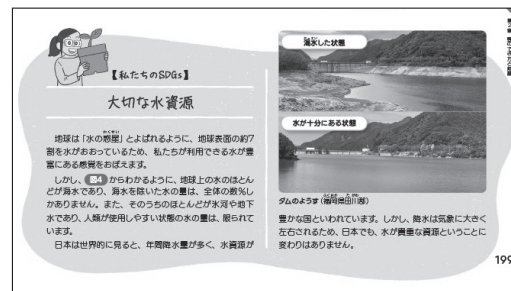 【私たちのSDGs】
大切な水資源
地球は「水の惑星」とよばれるように、地球表面の約7
割を水がおおっているため、私たちが利用できる水が豊
富にある感覚をおぼえます。
しかし、図4からわかるように、地球上の水のほとん
どが海水であり、海水を除いた水の量は、全体の数%し
かありません。また、そのうちのほとんどが氷河や地下
水であり、人類が使用しやすい状態の水の量は、限られて
います。
日本は世界的に見ると、年間降水量が多く、水資源が
渇水した状態
水が十分にある状態
ダムのようす(福岡県田川郡)
豊かな国といわれています。しかし、降水は気象に大きく
左右されるため、日本でも、水が貴重な資源ということに
変わりはありません。
199